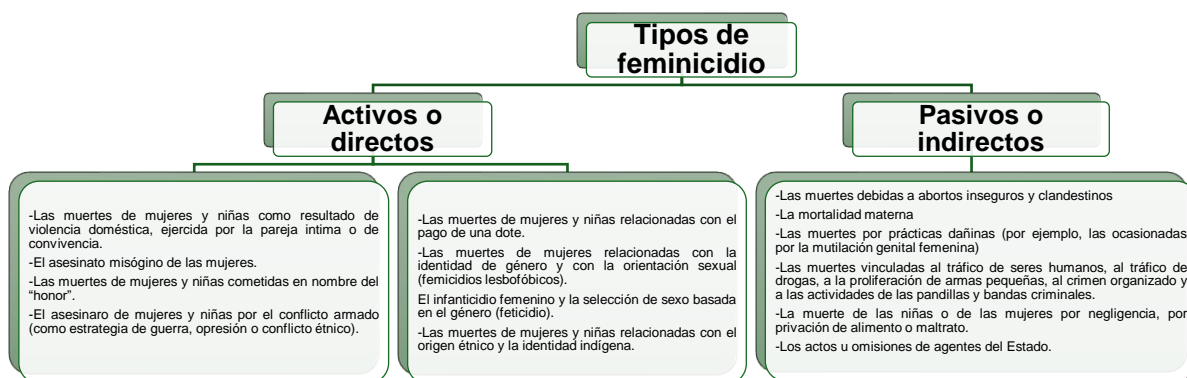 Tipos de
feminicidio
Activos o
directos
Pasivos o
indirectos
-Las muertes de mujeres y niñas como resultado de
violencia doméstica, ejercida por la pareja intima o de
convivencia.
-El asesinato misógino de las mujeres.
-Las muertes de mujeres y niñas cometidas en nombre del
“honor”.
-El asesinaro de mujeres y niñas por el conflicto armado
(como estrategia de guerra, opresión o conflicto étnico).
-Las muertes de mujeres y niñas relacionadas con el
pago de una dote.
-Las muertes de mujeres relacionadas con la
identidad de género y con la orientación sexual
(femicidios lesbofóbicos).
El infanticidio femenino y la selección de sexo basada
en el género (feticidio).
-Las muertes de mujeres y niñas relacionadas con el
origen étnico y la identidad indígena.
-Las muertes debidas a abortos inseguros y clandestinos
-La mortalidad materna
-Las muertes por prácticas dañinas (por ejemplo, las ocasionadas
por la mutilación genital femenina)
-Las muertes vinculadas al tráfico de seres humanos, al tráfico de
drogas, a la proliferación de armas pequeñas, al crimen organizado y
a las actividades de las pandillas y bandas criminales.
-La muerte de las niñas o de las mujeres por negligencia, por
privación de alimento o maltrato.
-Los actos u omisiones de agentes del Estado.